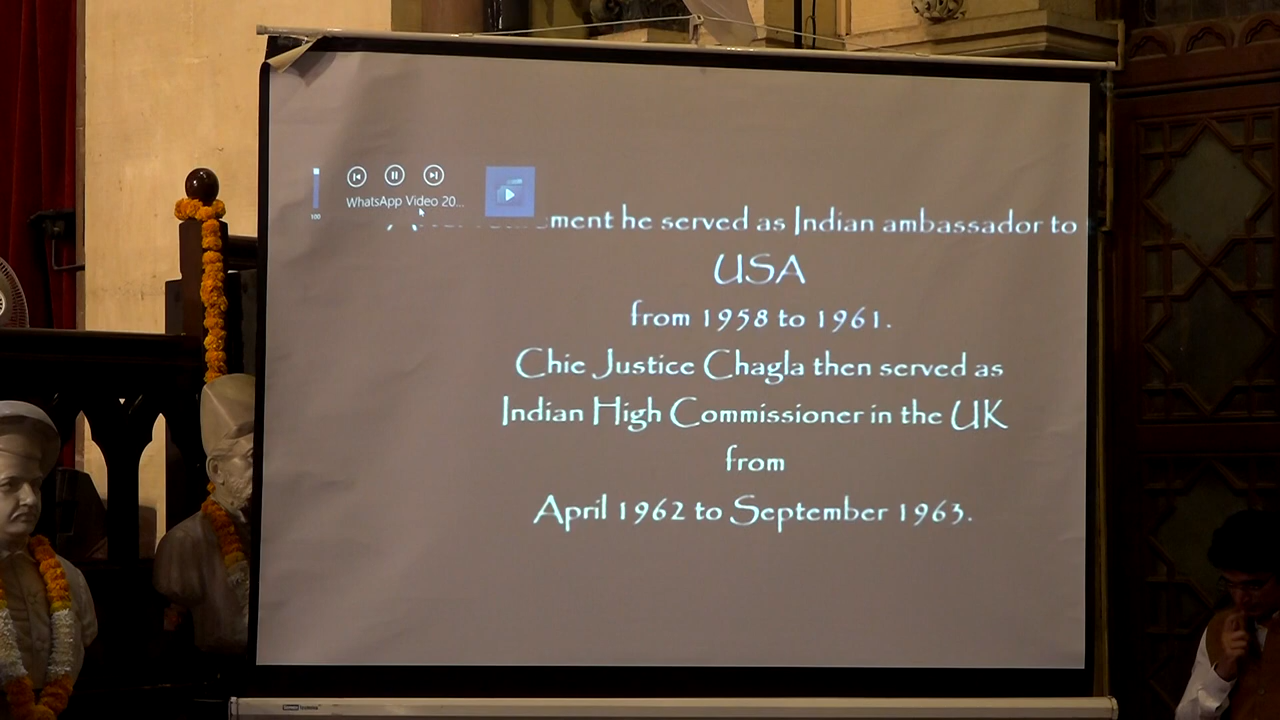 100
WhatsApp Video 20...
ment he served as Indian ambassador to
USA
from 1958 to 1961.
Chie Justice Chagla then served as
Indian High Commissioner in the UK
from
April 1962 to September 1963.